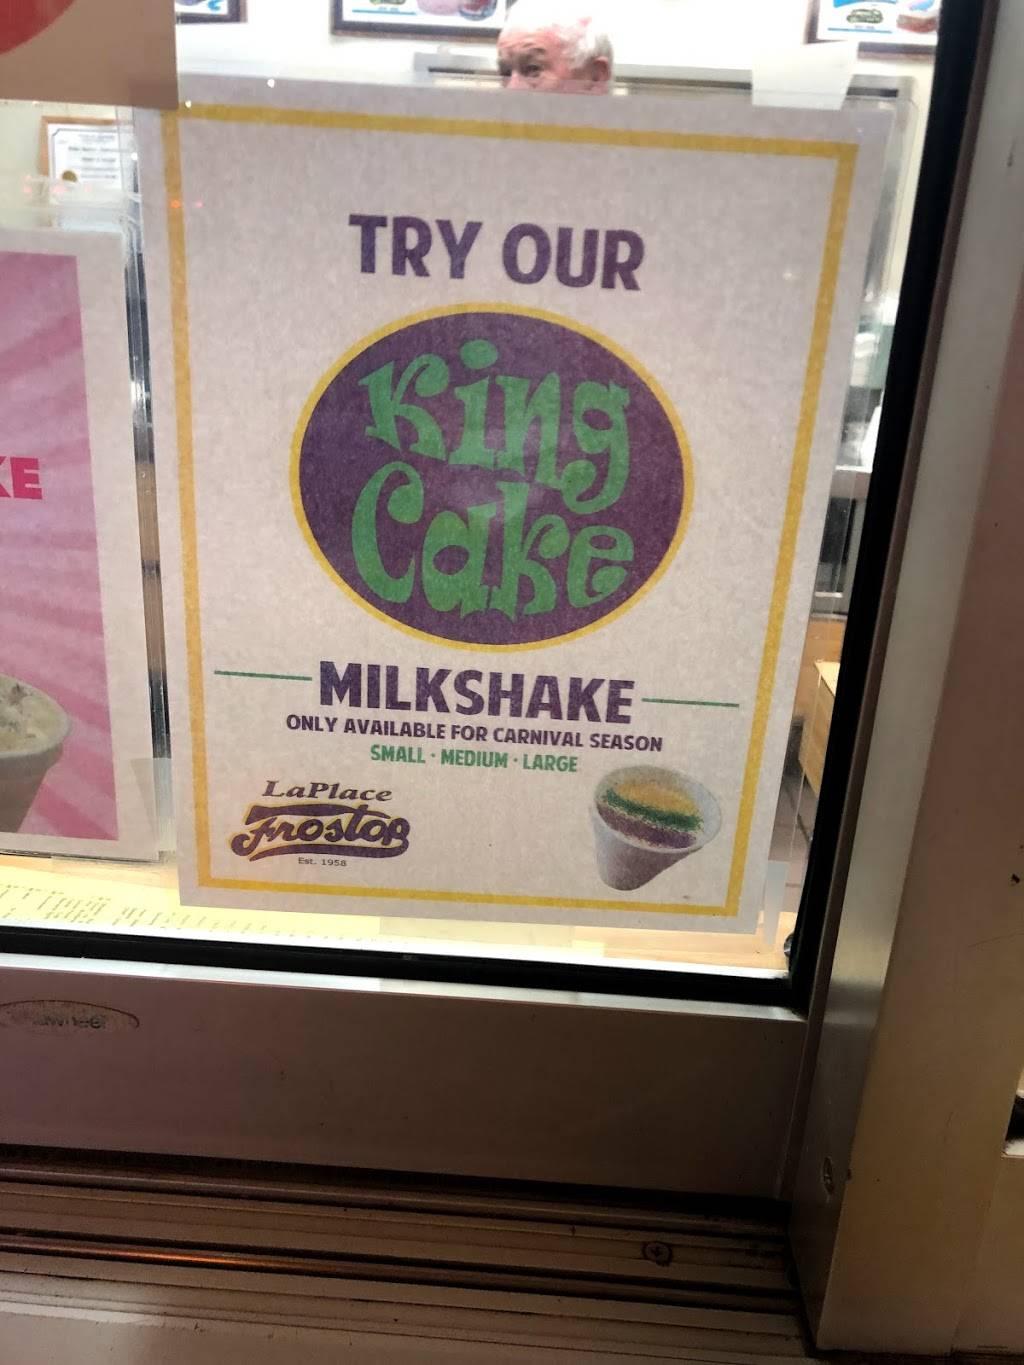 TRY OUR
King
Cake
MILKSHAKE
ONLY AVAILABLE FOR CARNIVAL SEASON
SMALL · MEDIUM · LARGE
LaPlace
Frostop
Est. 1958
KE